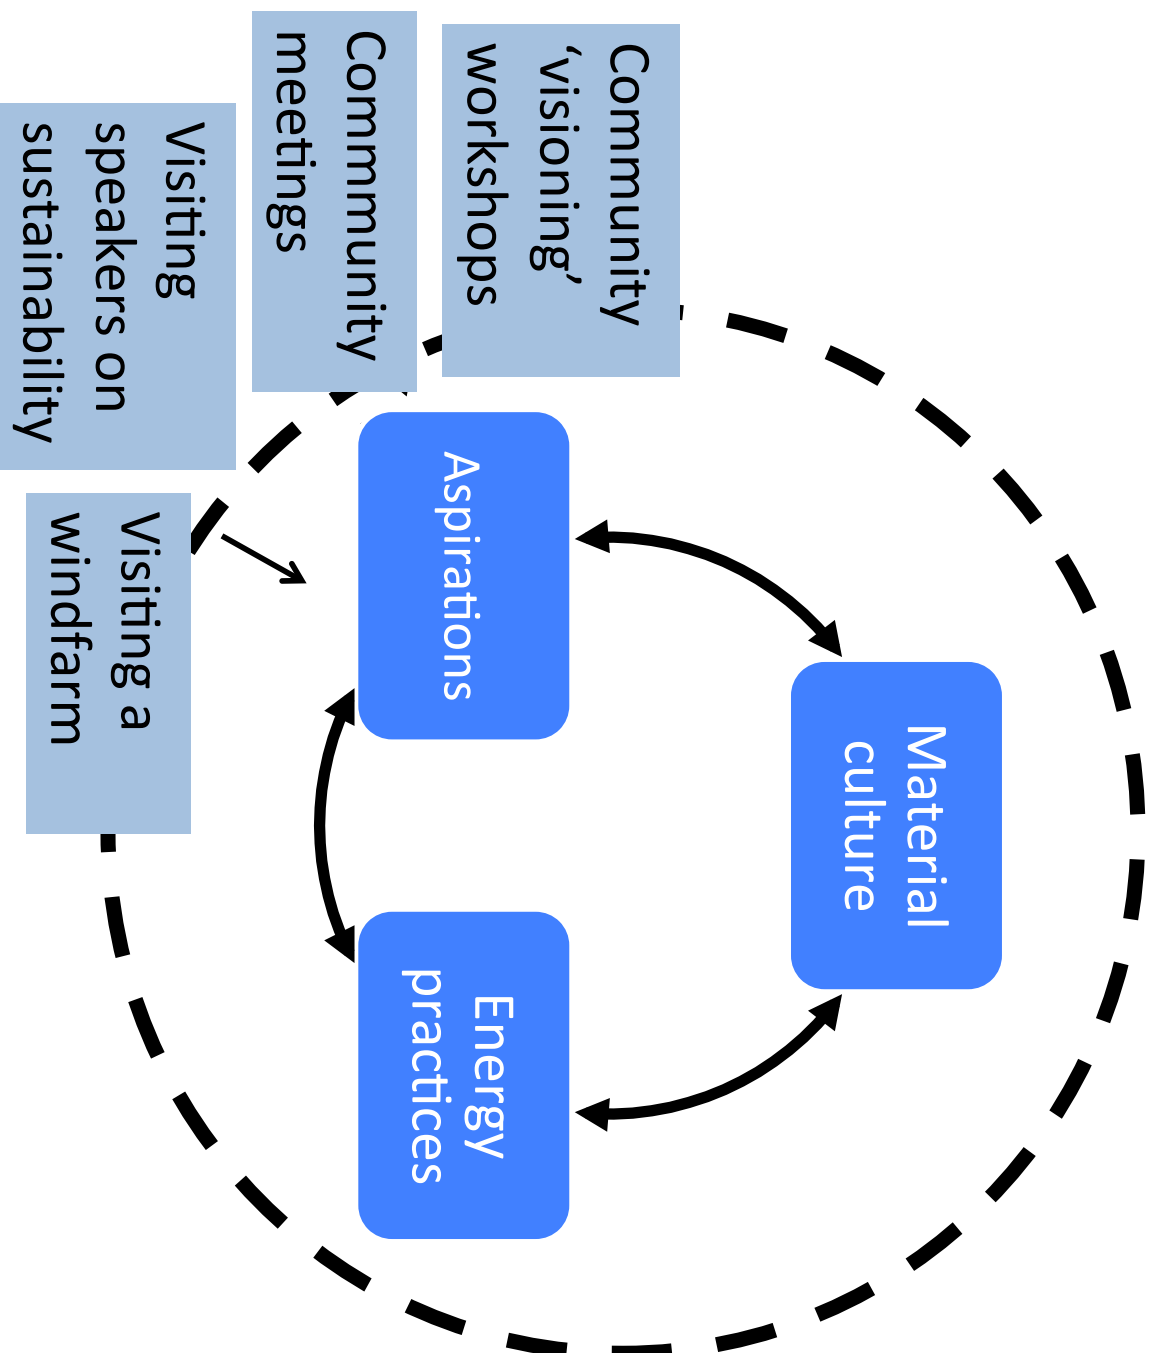 Material
culture
Community
‘visioning’
workshops
Commmunity
meetings
Aspirations
Energy
practices
Visiting
speakers on
sustainability
Visiting a
windfarm